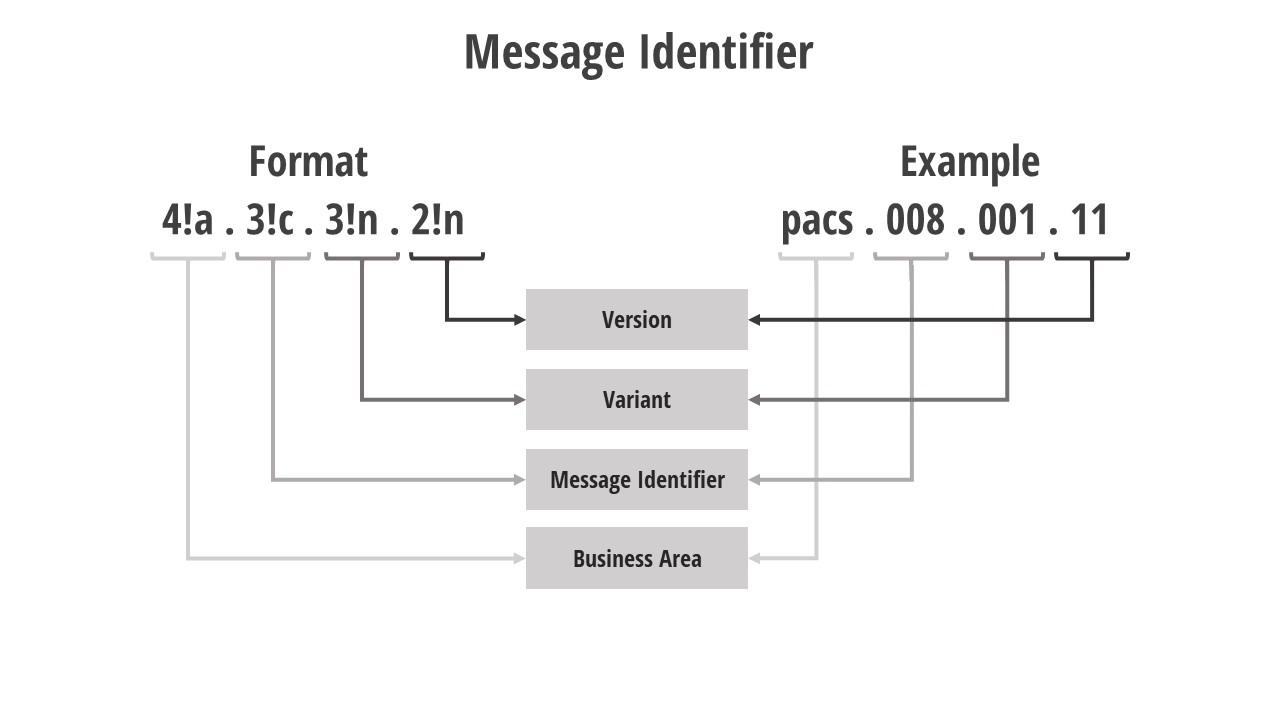 Message Identifier
Format
4!a . 3!c . 3!n . 2!n
Example
pacs . 008 . 001 . 11
Version
Variant
Message Identifier
Business Area